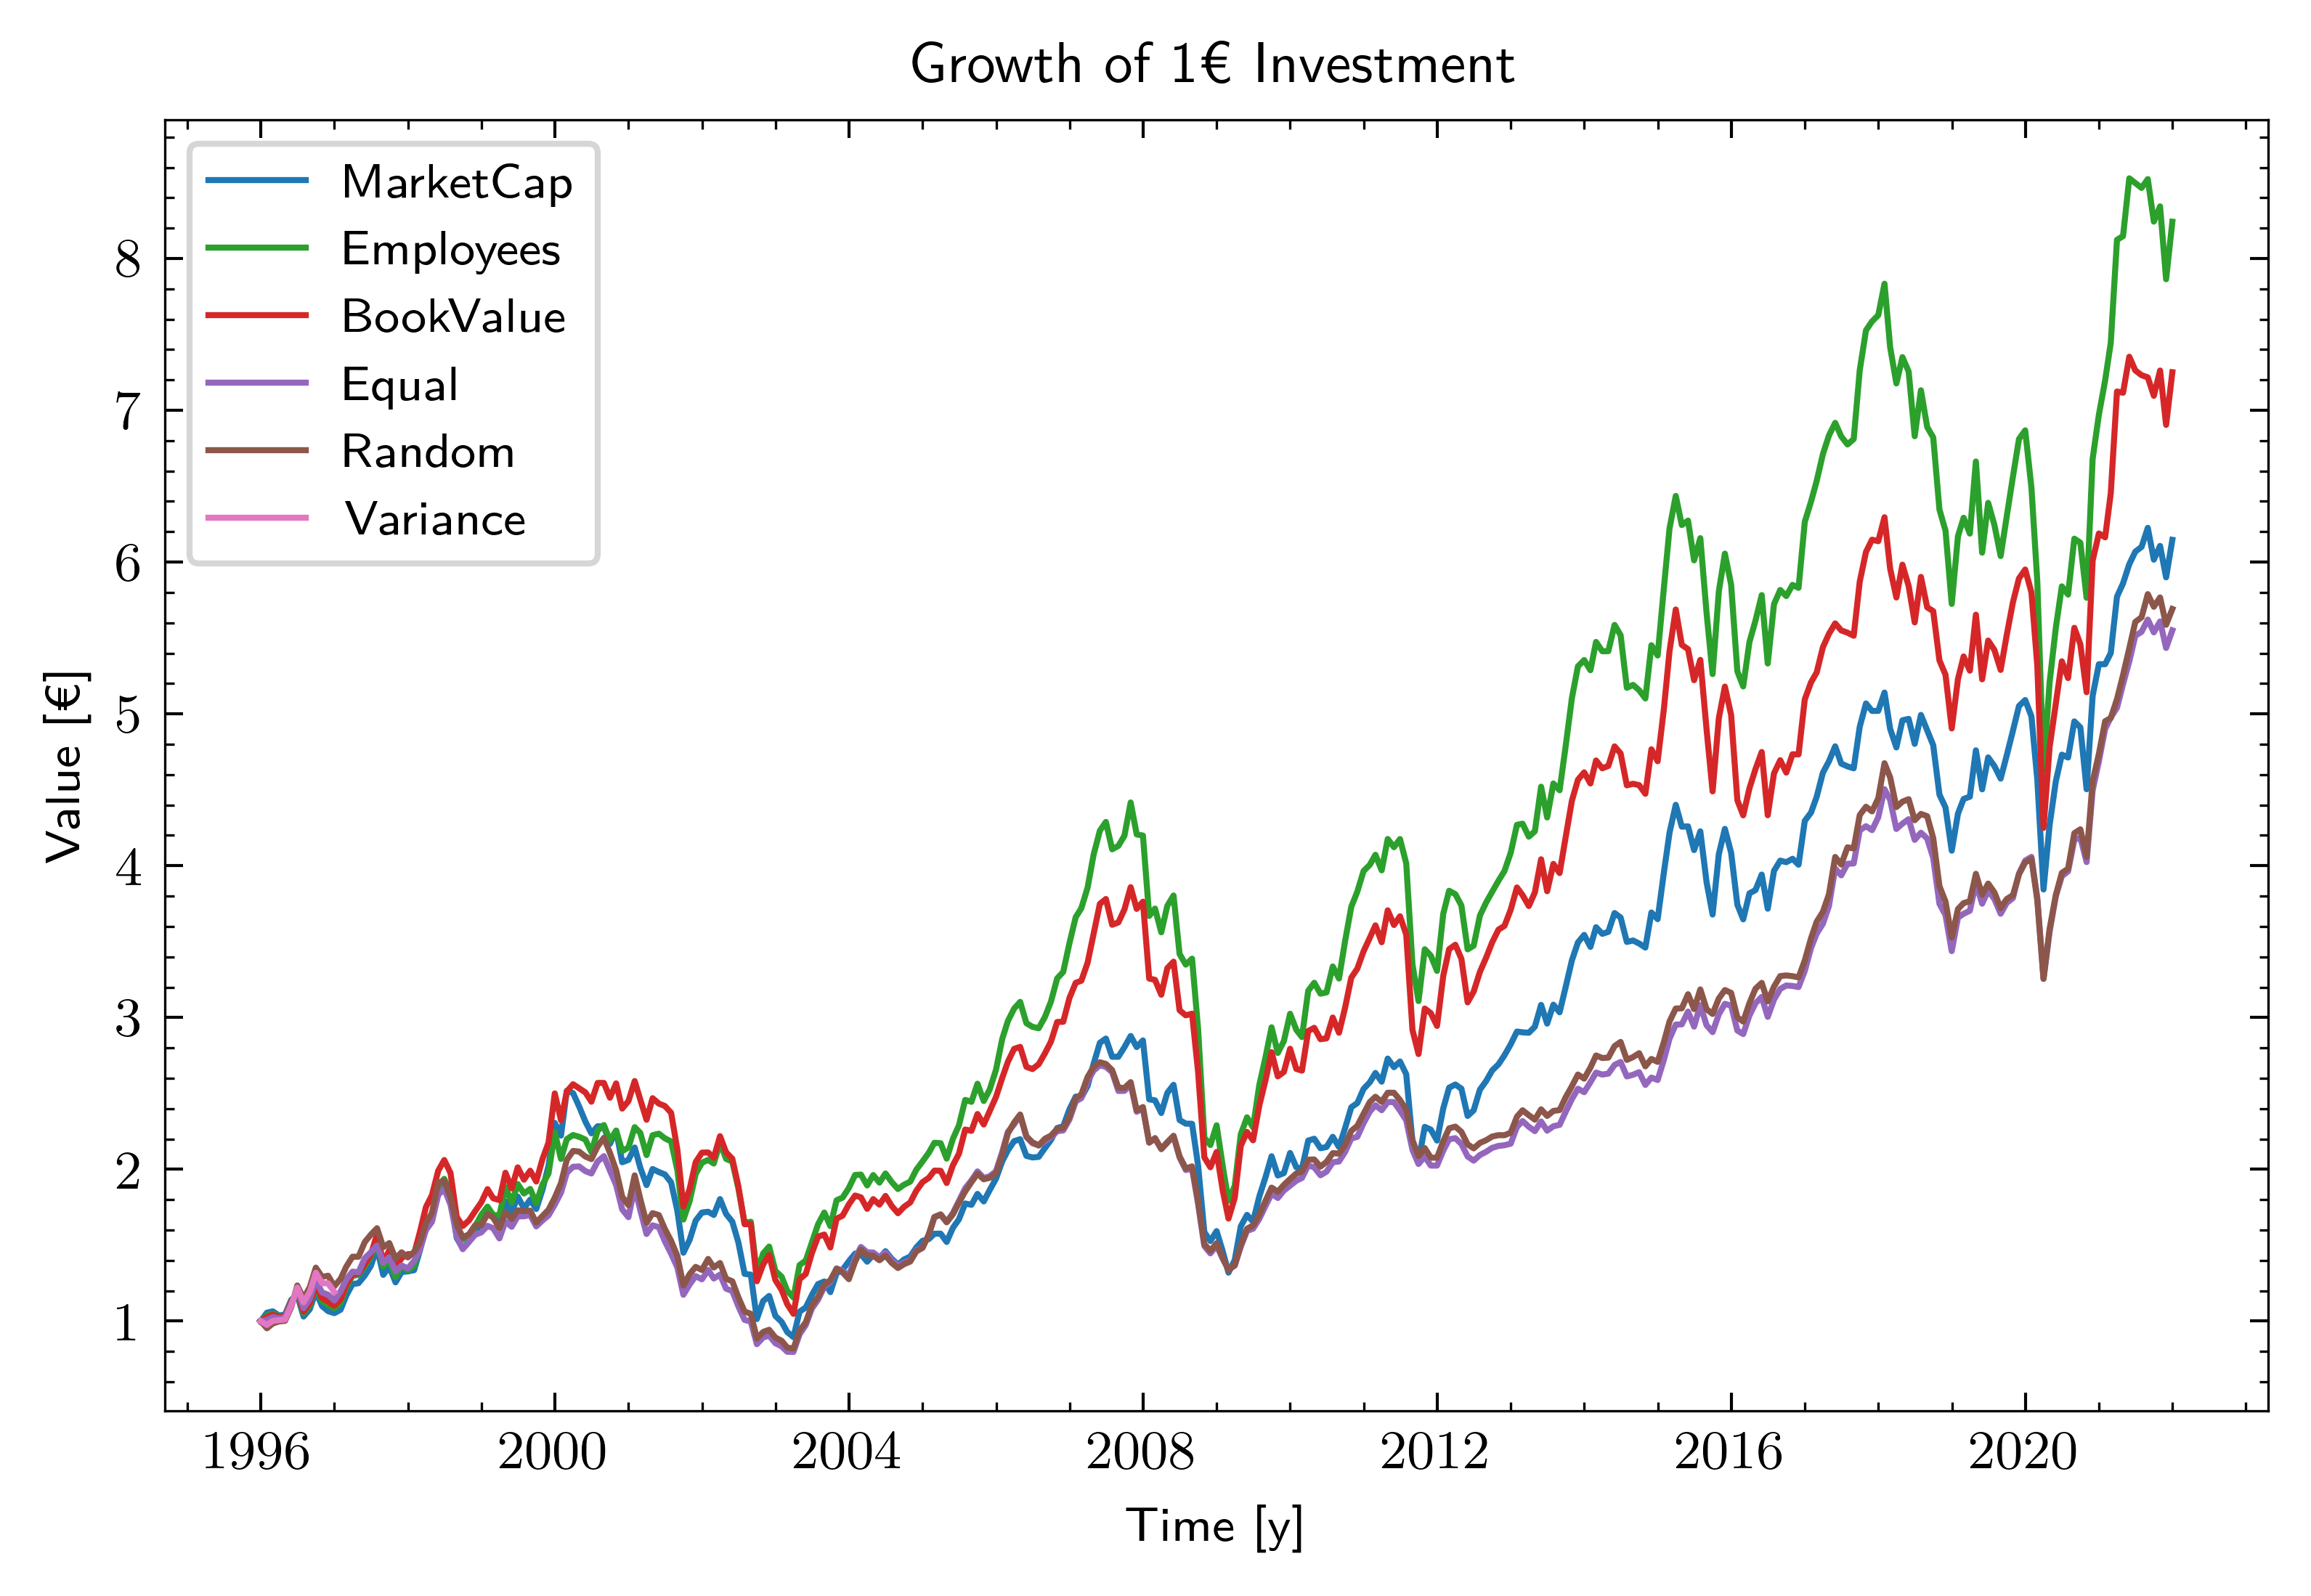 Growth of 1€ Investment
MarketCap
Employees
BookValue
Equal
Random
Variance
Value [€]
8
7
6
5
4
3
2
1
1996 2000 2004 2008 2012 2016 2020
Time [y]